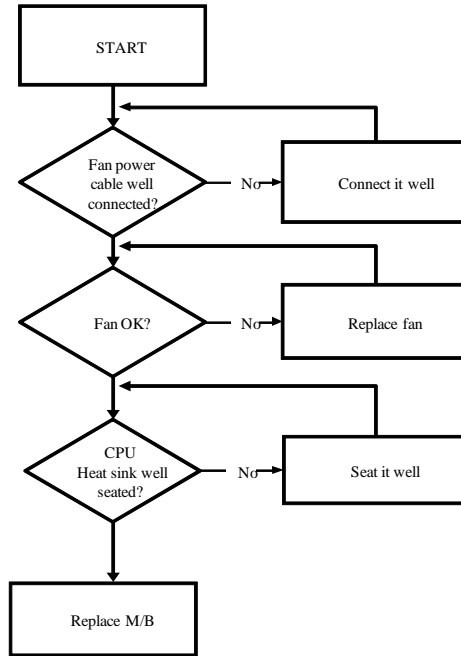 START
Fan power
cable well
connected?
No
Connect it well
Fan OK?
No
Replace fan
CPU
Heat sink well
seated?
No
Seat it well
Replace M/B